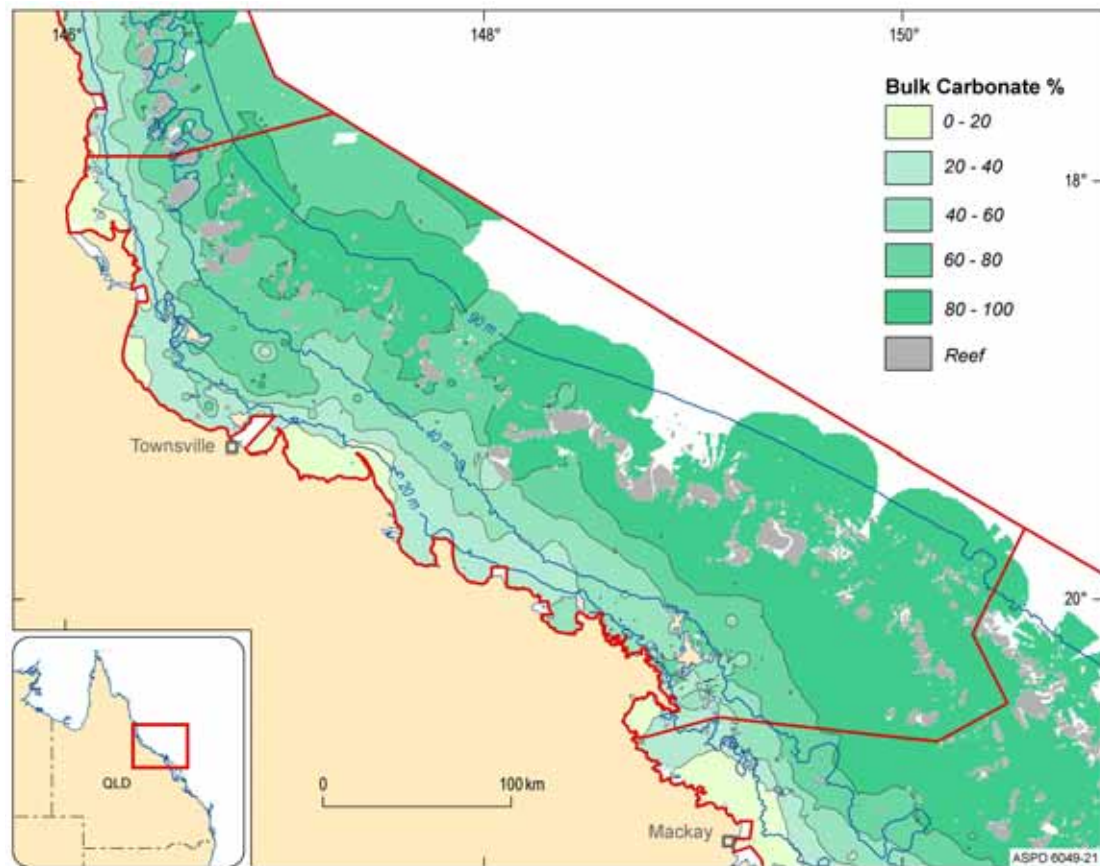 146°
148°
150°
Bulk Carbonate %
0 - 20
20 - 40
40 - 60
60 - 80
80 - 100
Reef
18°
90 m
40 m
20 m
Townsville
20°
0
100 km
QLD
Mackay
ASPD 6049-21